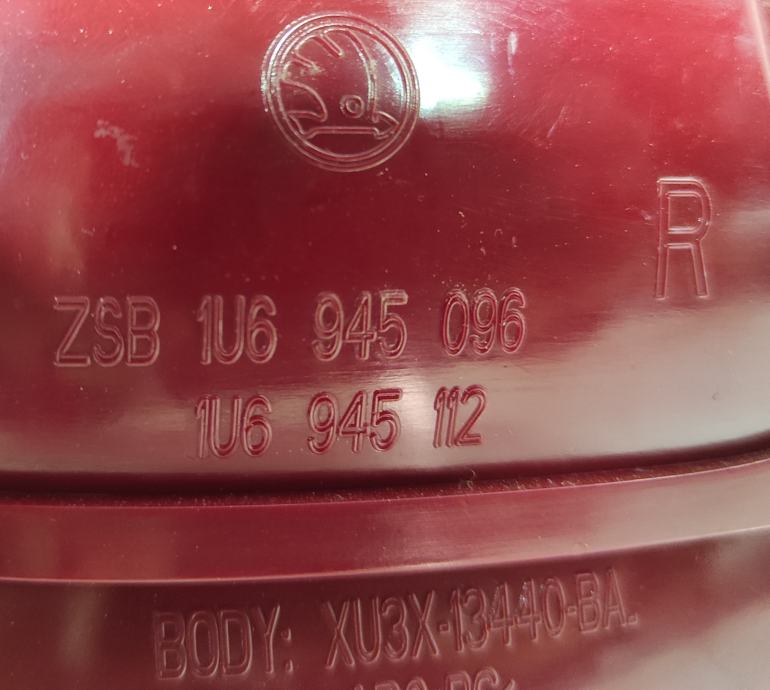 R
ZSB 1U6 945 096
1U6 945 112
BODY: XU3X-13440-BA.